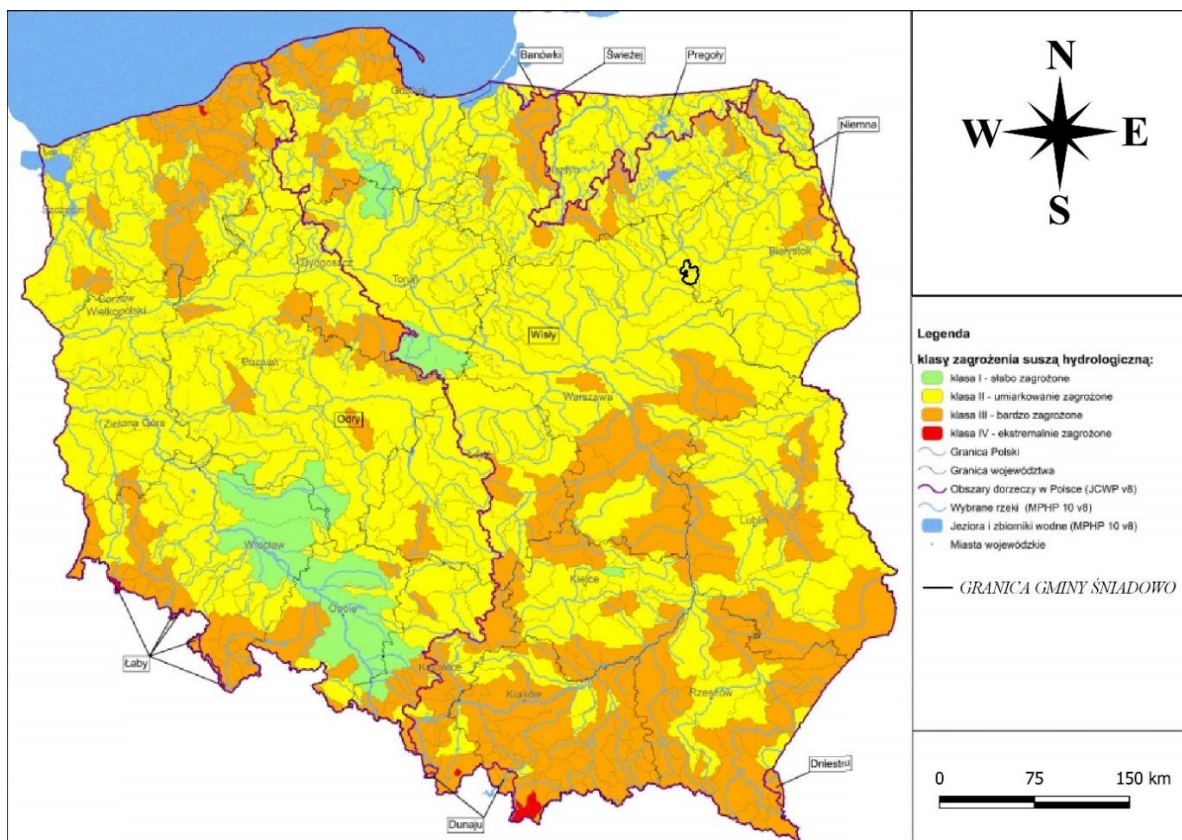 Banówki
Świeżej
Pregoły
Gdańsk
Niemna
Olsztyn
Szczecin
Białystok
Bydgoszcz
Toruń
Gorzów
Wielkopolski
Wisły
Poznań
Warszawa
Zielona Góra
Odry
Łódź
Lublin
Wrocław
Kielce
Opole
Łaby
Katowice
Kraków
Rzeszów
Dniestru
Dunaju
N
W
E
S
Legenda
klasy zagrożenia suszą hydrologiczną:
klasa I - słabo zagrożone
klasa II - umiarkowanie zagrożone
klasa III - bardzo zagrożone
klasa IV - ekstremalnie zagrożone
Granica Polski
Granica województwa
Obszary dorzeczy w Polsce (JCWP v8)
Wybrane rzeki (MPHP 10 v8)
Jeziora i zbiorniki wodne (MPHP 10 v8)
Miasta wojewódzkie
GRANICA GMINY ŚNIADOWO
0 75 150 km